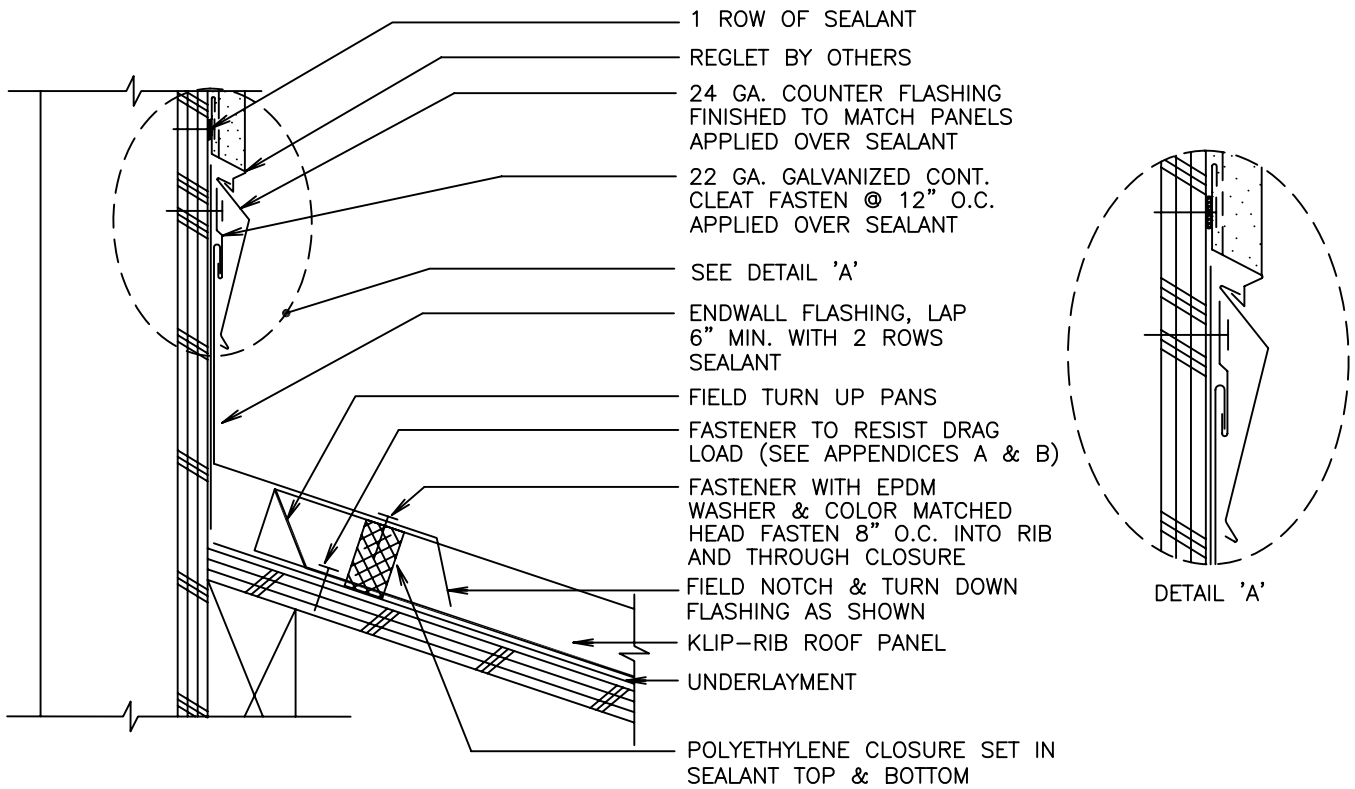 1 ROW OF SEALANT
REGLET BY OTHERS
24 GA. COUNTER FLASHING
FINISHED TO MATCH PANELS
APPLIED OVER SEALANT
22 GA. GALVANIZED CONT.
CLEAT FASTEN @ 12" O.C.
APPLIED OVER SEALANT
SEE DETAIL 'A'
ENDWALL FLASHING, LAP
6" MIN. WITH 2 ROWS
SEALANT
FIELD TURN UP PANS
FASTENER TO RESIST DRAG
LOAD (SEE APPENDICES A & B)
FASTENER WITH EPDM
WASHER & COLOR MATCHED
HEAD FASTEN 8" O.C. INTO RIB
AND THROUGH CLOSURE
FIELD NOTCH & TURN DOWN
FLASHING AS SHOWN
KLIP-RIB ROOF PANEL
UNDERLAYMENT
POLYETHYLENE CLOSURE SET IN
SEALANT TOP & BOTTOM
DETAIL 'A'